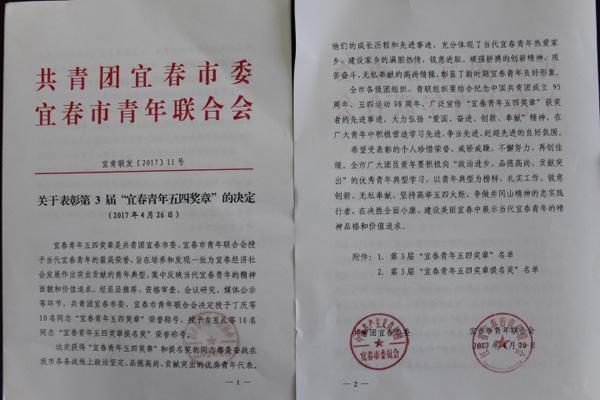 共青团宜春市委
宜春市青年联合会
宜青联发〔2017〕11号
关于表彰第3届“宜春青年五四奖章”的决定
(2017年4月26日)
宜春青年五四奖章是共青团宜春市委、宜春市青年联合会授
予当代宜春青年的最高荣誉，旨在培养和发现一批为宜春经济社
会发展作出突出贡献的青年典型，集中反映当代宜春青年的精神
面貌和价值追求。经层层推荐、资格审查、会议研究、媒体公示
等环节，共青团宜春市委、宜春市青年联合会决定授予丁庆等
10名同志“宜春青年五四奖章”荣誉称号，授予古玉亮等10名
同志“宜春青年五四奖章提名奖”荣誉称号。
这次获得“宜春青年五四奖章”和提名奖的同志都是奋战在
我市各条战线上政治坚定、品德高尚、贡献突出的优秀青年代表。
—1—
他们的成长历程和先进事迹，充分体现了当代宜春青年热爱家
乡、建设家乡的满腔热情，锐意进取、顽强拼搏的创新精神，艰
苦奋斗、无私奉献的高尚情操，彰显了新时期宜春青年良好形象。
全市各级团组织、青联组织要结合纪念中国共青团成立95
周年、五四运动98周年，广泛宣传“宜春青年五四奖章”获奖
者的先进事迹，大力弘扬“爱国、奋进、创新、奉献”精神，在
广大青年中积极营造学习先进、争当先进、赶超先进的良好氛围。
希望受表彰的个人珍惜荣誉，戒骄戒躁、不懈努力、再创佳
绩。全市广大团员青年要积极向“政治进步、品德高尚、贡献突
出”的优秀青年典型学习。以青年典型为榜样，扎实工作、锐意
创新、无私奉献、坚持高举五四火炬、争做井冈山精神的忠实践
行者，在决胜全面小康、建设美丽宜春中展示当代宜春青年的精
神品格和价值追求。
附件：1. 第3届“宜春青年五四奖章”名单
2. 第3届“宜春青年五四奖章提名奖”名单
共青团宜春市委
宜春市青年联合会
2017年4月26日
宜春市委员会
—2—